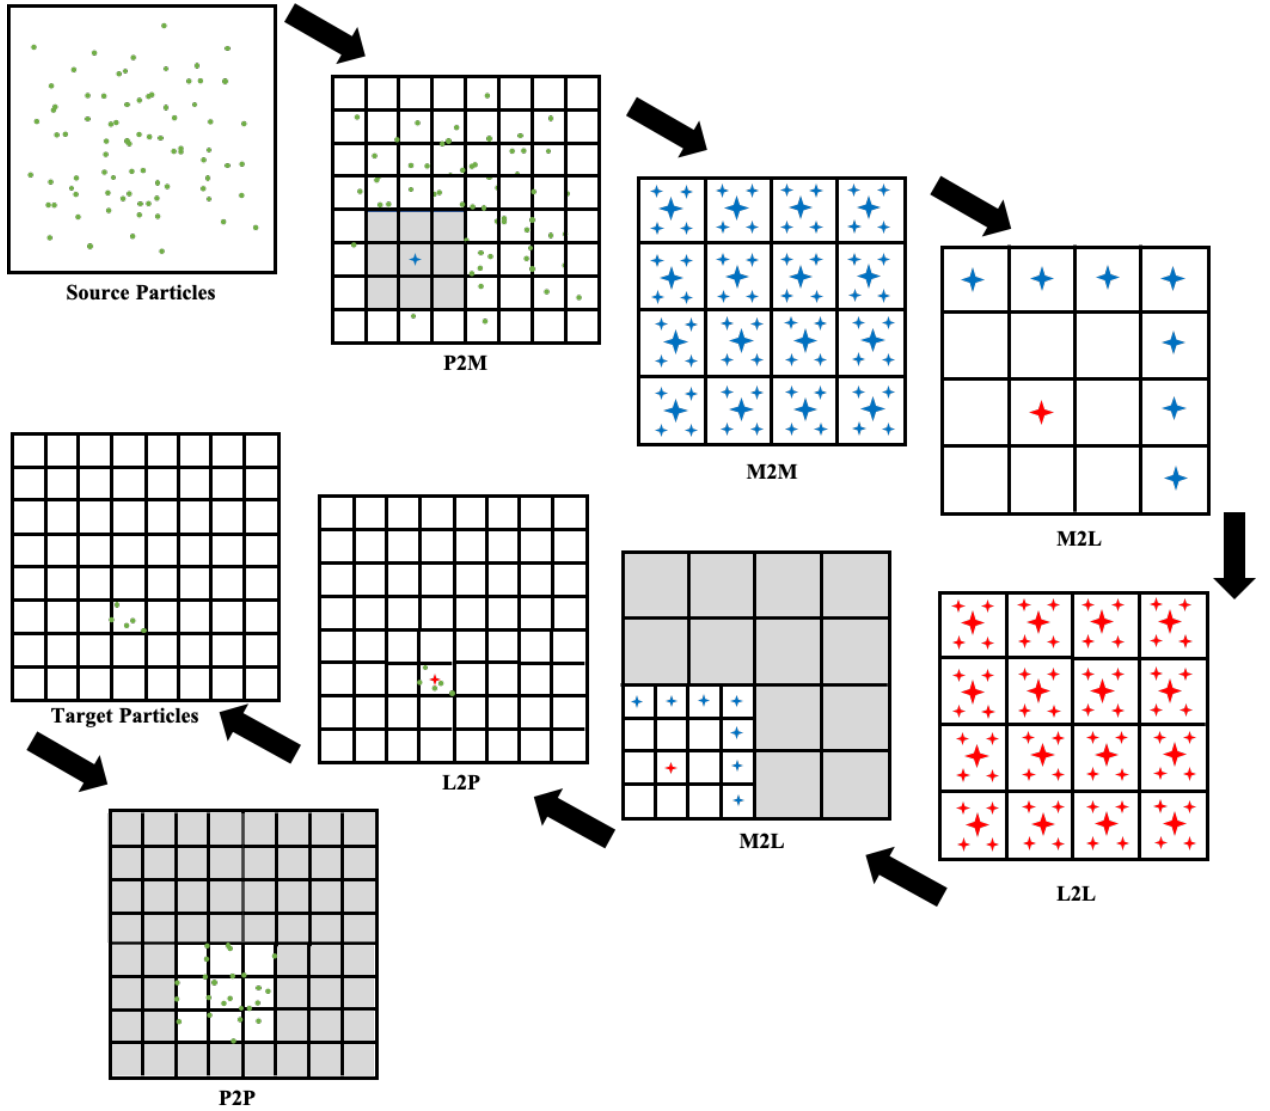 Source Particles
P2M
M2M
M2L
L2L
M2L
L2P
Target Particles
P2P